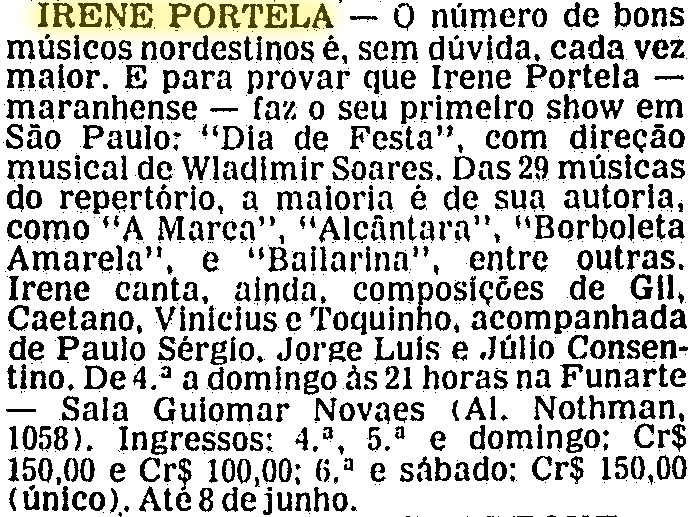 IRENE PORTELA — O número de bons
músicos nordestinos é, sem dúvida, cada vez
maior. E para provar que Irene Portela —
maranhense — faz o seu primeiro show em
São Paulo: "Dia de Festa", com direção
musical de Wladimir Soares. Das 29 músicas
do repertório, a maioria é de sua autoria,
como "A Marca", "Alcântara", "Borboleta
Amarela", e "Bailarina", entre outras.
Irene canta, ainda, composições de Gil,
Caetano, Vinicius e Toquinho, acompanhada
de Paulo Sérgio, Jorge Luis e Júlio Consen-
tino. De 4.ª a domingo às 21 horas na Funarte
— Sala Guiomar Novaes (Al. Nothman,
1058). Ingressos: 4.ª, 5.ª e domingo; Cr$
150,00 e Cr$ 100,00; 6.ª e sábado: Cr$ 150,00
(único). Até 8 de junho.